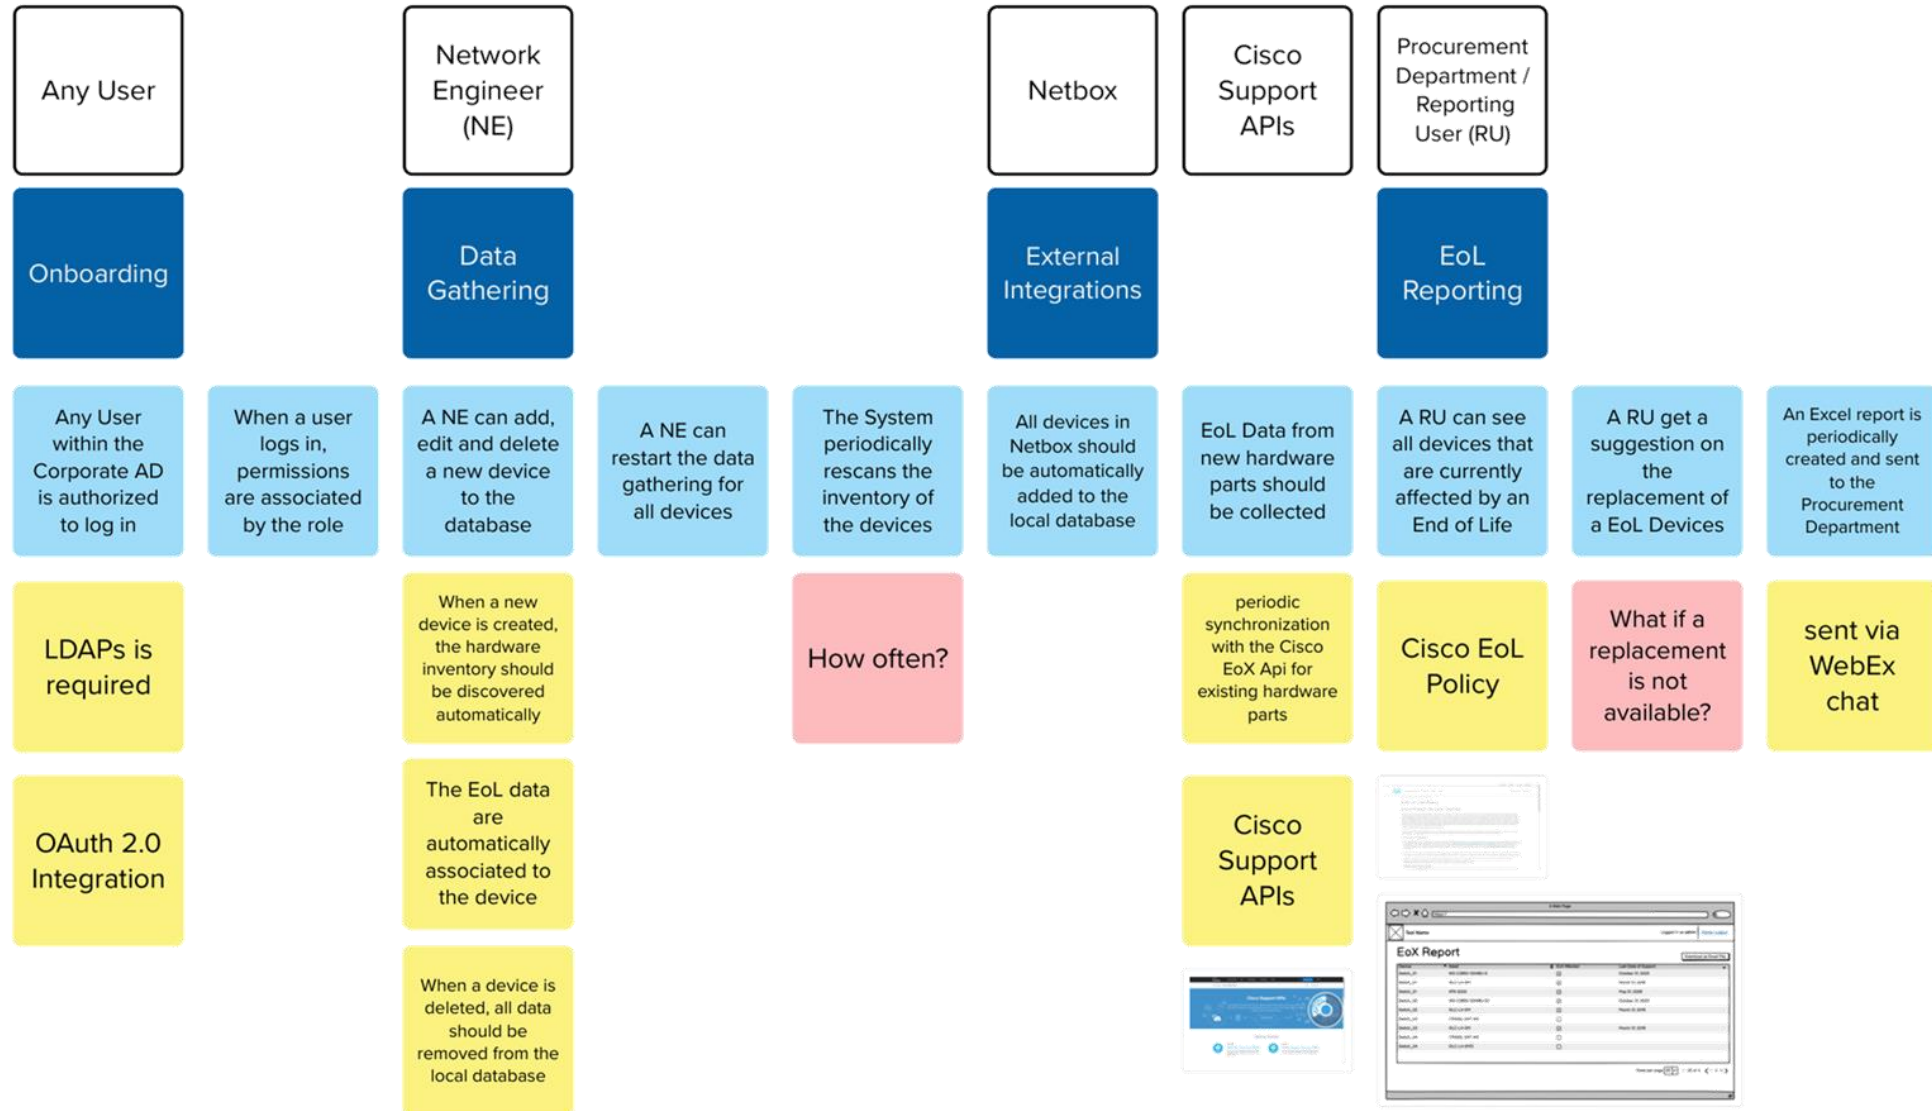 Any User
Network
Engineer
(NE)
Netbox
Cisco
Support
APIs
Procurement
Department /
Reporting
User (RU)
Onboarding
Data
Gathering
External
Integrations
EoL
Reporting
Any User
within the
Corporate AD
is authorized
to log in
When a user
logs in,
permissions
are associated
by the role
A NE can add,
edit and delete
a new device
to the
database
A NE can
restart the data
gathering for
all devices
The System
periodically
rescans the
inventory of
the devices
All devices in
Netbox should
be automatically
added to the
local database
EoL Data from
new hardware
parts should
be collected
A RU can see
all devices that
are currently
affected by an
End of Life
A RU get a
suggestion on
the
replacement of
a EoL Devices
An Excel report is
periodically
created and sent
to the
Procurement
Department
LDAPs is
required
When a new
device is created,
the hardware
inventory should
be discovered
automatically
How often?
periodic
synchronization
with the Cisco
EoX Api for
existing hardware
parts
Cisco EoL
Policy
What if a
replacement
is not
available?
sent via
WebEx
chat
OAuth 2.0
Integration
The EoL data
are
automatically
associated to
the device
Cisco
Support
APIs
When a device is
deleted, all data
should be
removed from the
local database
Cisco Support APIs
A Web Page
Tool Name
EoX Report